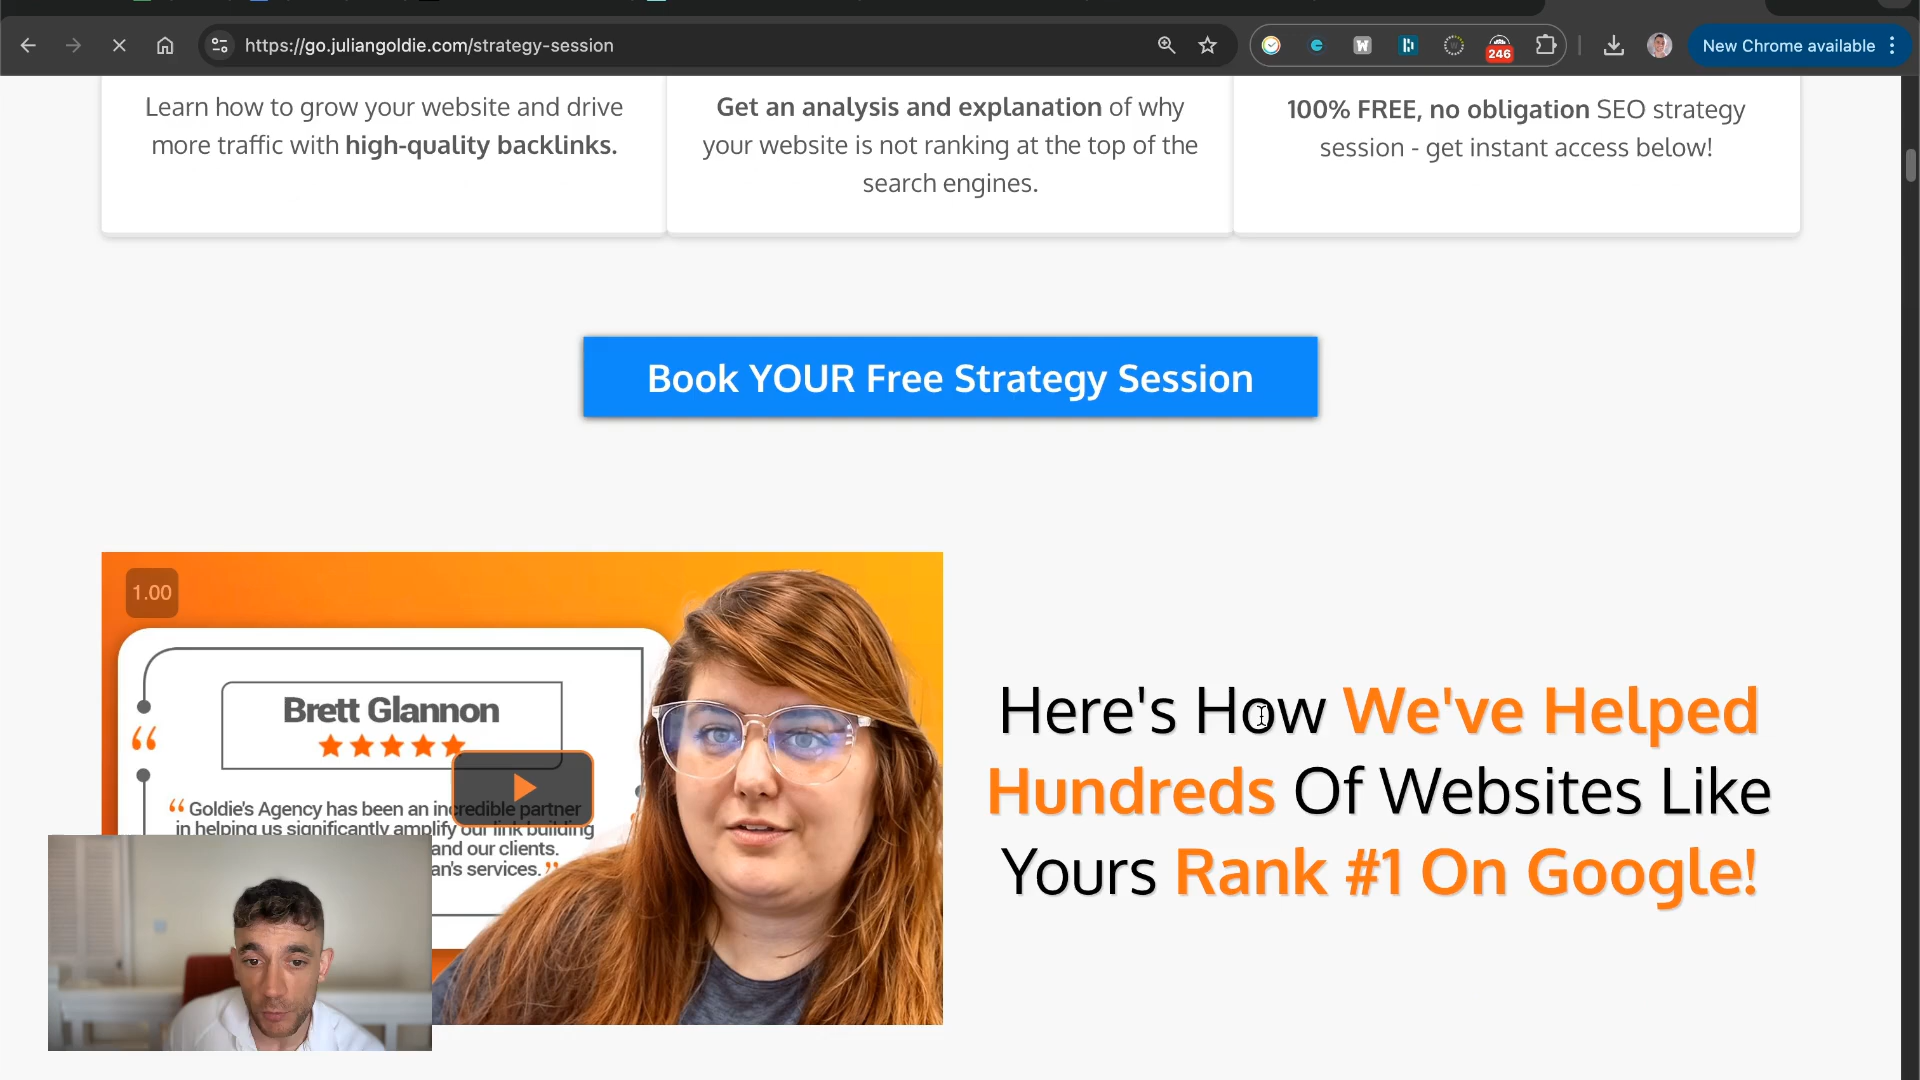 https://go.juliangoldie.com/strategy-session
246
New Chrome available
Learn how to grow your website and drive
more traffic with high-quality backlinks.
Get an analysis and explanation of why
your website is not ranking at the top of the
search engines.
100% FREE, no obligation SEO strategy
session - get instant access below!
Book YOUR Free Strategy Session
1.00
Brett Glannon
“ Goldie's Agency has been an incredible partner
in helping us significantly amplify our link building
and our clients.
an's services. ”
Here's How We've Helped
Hundreds Of Websites Like
Yours Rank #1 On Google!